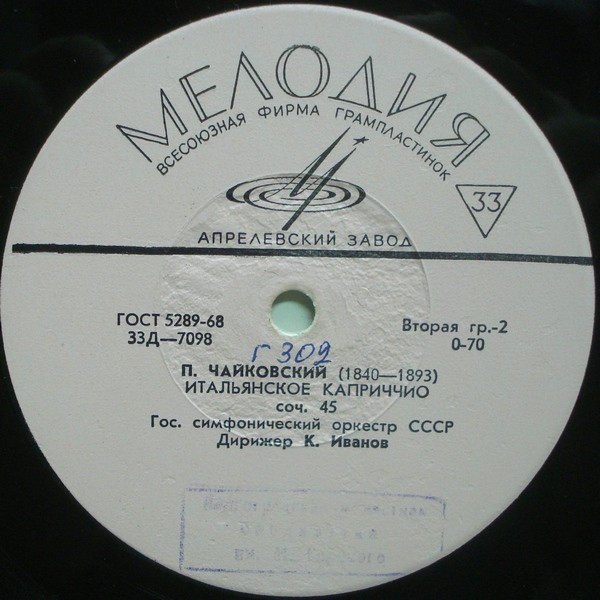 МЕЛОДИЯ
ВСЕСОЮЗНАЯ ФИРМА ГРАМПЛАСТИНОК
33
АПРЕЛЕВСКИЙ ЗАВОД
ГОСТ 5289-68
33Д—7098
Вторая гр.-2
0-70
г 302
П. ЧАЙКОВСКИЙ (1840—1893)
ИТАЛЬЯНСКОЕ КАПРИЧЧИО
соч. 45
Гос. симфонический оркестр СССР
Дирижер К. Иванов